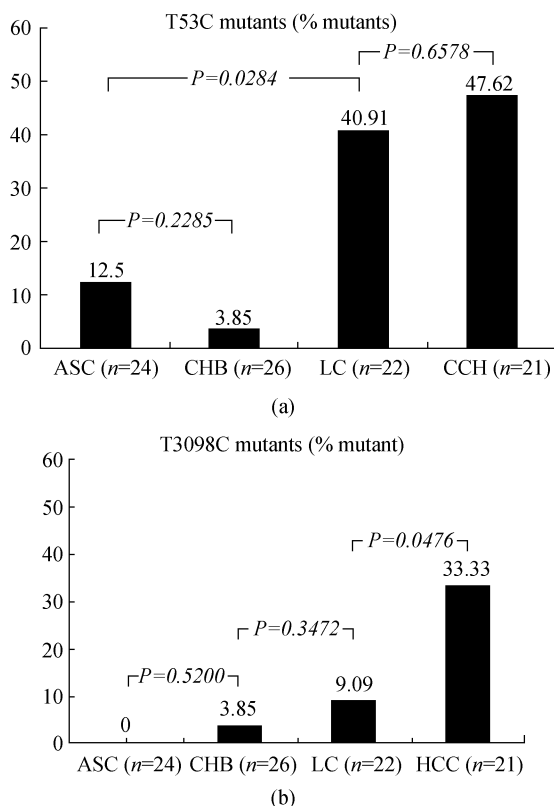 T53C mutants (% mutants)
60
P=0.6578
50
P=0.0284
47.62
40.91
40
30
P=0.2285
20
12.5
10
3.85
0
ASC (n=24) CHB (n=26) LC (n=22) CCH (n=21)
(a)
T3098C mutants (% mutant)
60
50
P=0.0476
40
33.33
30
P=0.3472
20
P=0.5200
9.09
10
3.85
0
0
ASC (n=24) CHB (n=26) LC (n=22) HCC (n=21)
(b)